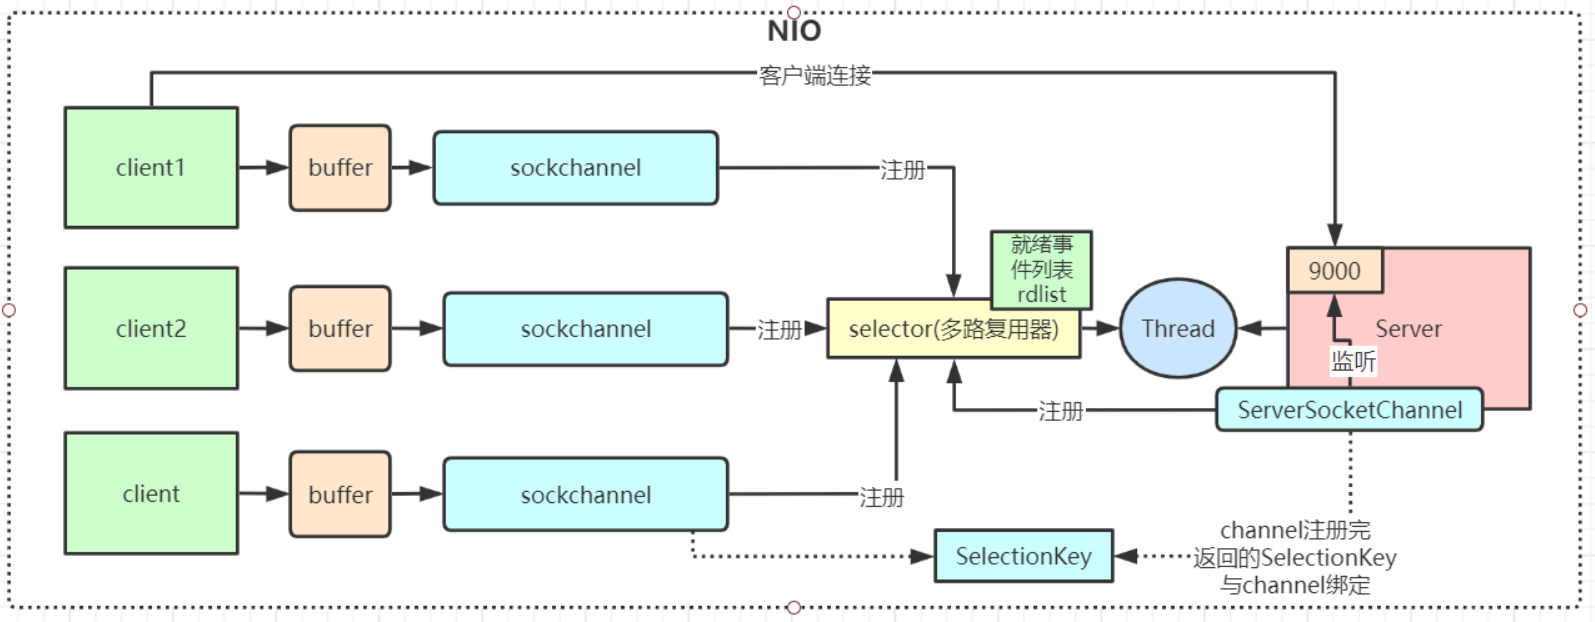 NIO
客户端连接
client1
buffer
sockchannel
注册
就绪事
件列表
rdlist
9000
client2
buffer
sockchannel
注册
selector(多路复用器)
Thread
Server
监听
注册
ServerSocketChannel
client
buffer
sockchannel
注册
SelectionKey
channel注册完
返回的SelectionKey
与channel绑定